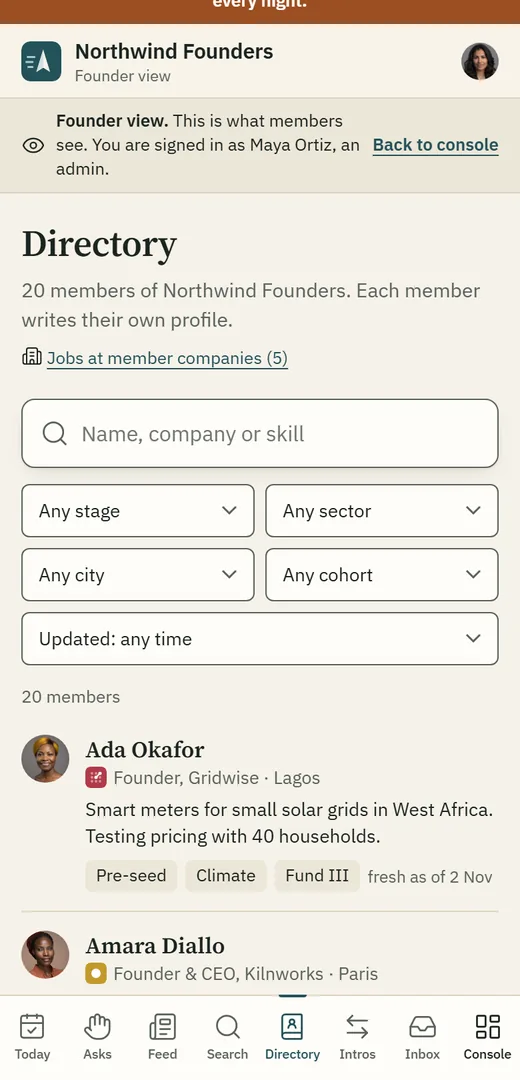 every night.
Northwind Founders
Founder view
Founder view. This is what members
see. You are signed in as Maya Ortiz, an
admin.
Back to console
Directory
20 members of Northwind Founders. Each member
writes their own profile.
Jobs at member companies (5)
Name, company or skill
Any stage
Any sector
Any city
Any cohort
Updated: any time
20 members
Ada Okafor
Founder, Gridwise · Lagos
Smart meters for small solar grids in West Africa.
Testing pricing with 40 households.
Pre-seed
Climate
Fund III
fresh as of 2 Nov
Amara Diallo
Founder & CEO, Kilnworks · Paris
Today
Asks
Feed
Search
Directory
Intros
Inbox
Console